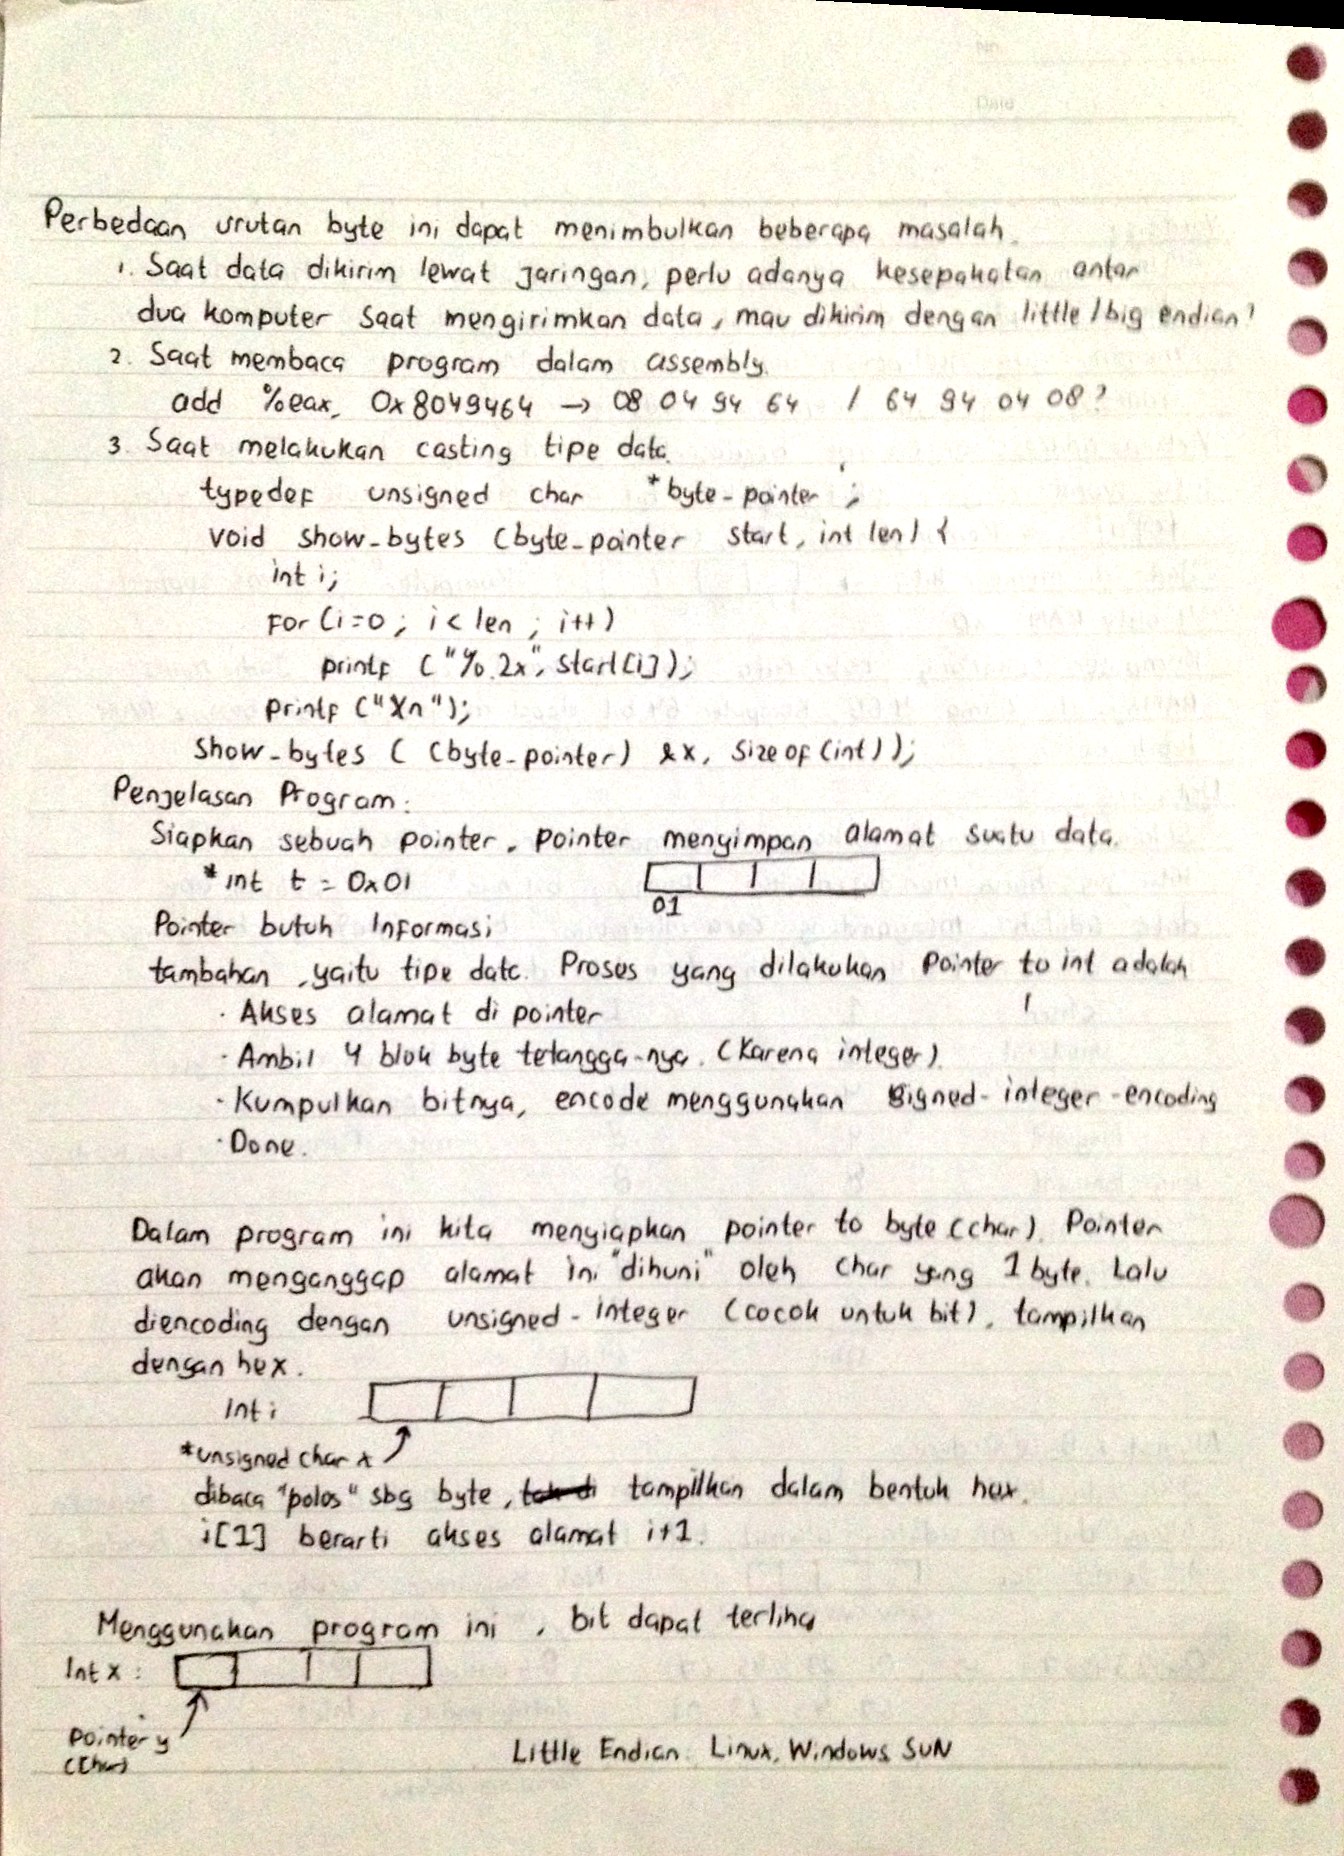 No.
Date
Perbedaan urutan byte ini dapat menimbulkan beberapa masalah.
1. Saat data dikirim lewat jaringan, perlu adanya kesepakatan antar
dua komputer saat mengirimkan data, mau dikirim dengan little/big endian?
2. Saat membaca program dalam assembly.
add %eax, 0x8049464 → 08 04 94 64 / 64 94 04 08?
3. Saat melakukan casting tipe data.
typedef unsigned char *byte-pointer ;
void show-bytes (byte-pointer start, int len) {
int i;
For (i=0 ; i < len ; i++)
printf ("%.2x", start[i]);
printf ("\n");
Show-bytes ( (byte-pointer) &x, Sizeof (int) );
Penjelasan Program:
Siapkan sebuah pointer. Pointer menyimpan alamat suatu data.
*int t = 0x01
01
Pointer butuh Informasi
tambahan, yaitu tipe data. Proses yang dilakukan Pointer to int adalah
· Akses alamat di pointer
· Ambil 4 blok byte tetangga-nya. (Karena integer).
· Kumpulkan bitnya, encode menggunakan signed-integer-encoding
· Done.
Dalam program ini kita menyiapkan pointer to byte (char). Pointer
akan menganggap alamat ini "dihuni" oleh char yang 1 byte. Lalu
diencoding dengan unsigned-integer (cocok untuk bit), tampilkan
dengan hex.
Int i
*unsigned char x
dibaca "polos" sbg byte, tampilkan dalam bentuk hex.
i[1] berarti akses alamat i+1.
Menggunakan program ini, bit dapat terliha
Int x :
Pointer y
(Char)
Little Endian: Linux, Windows, SUN